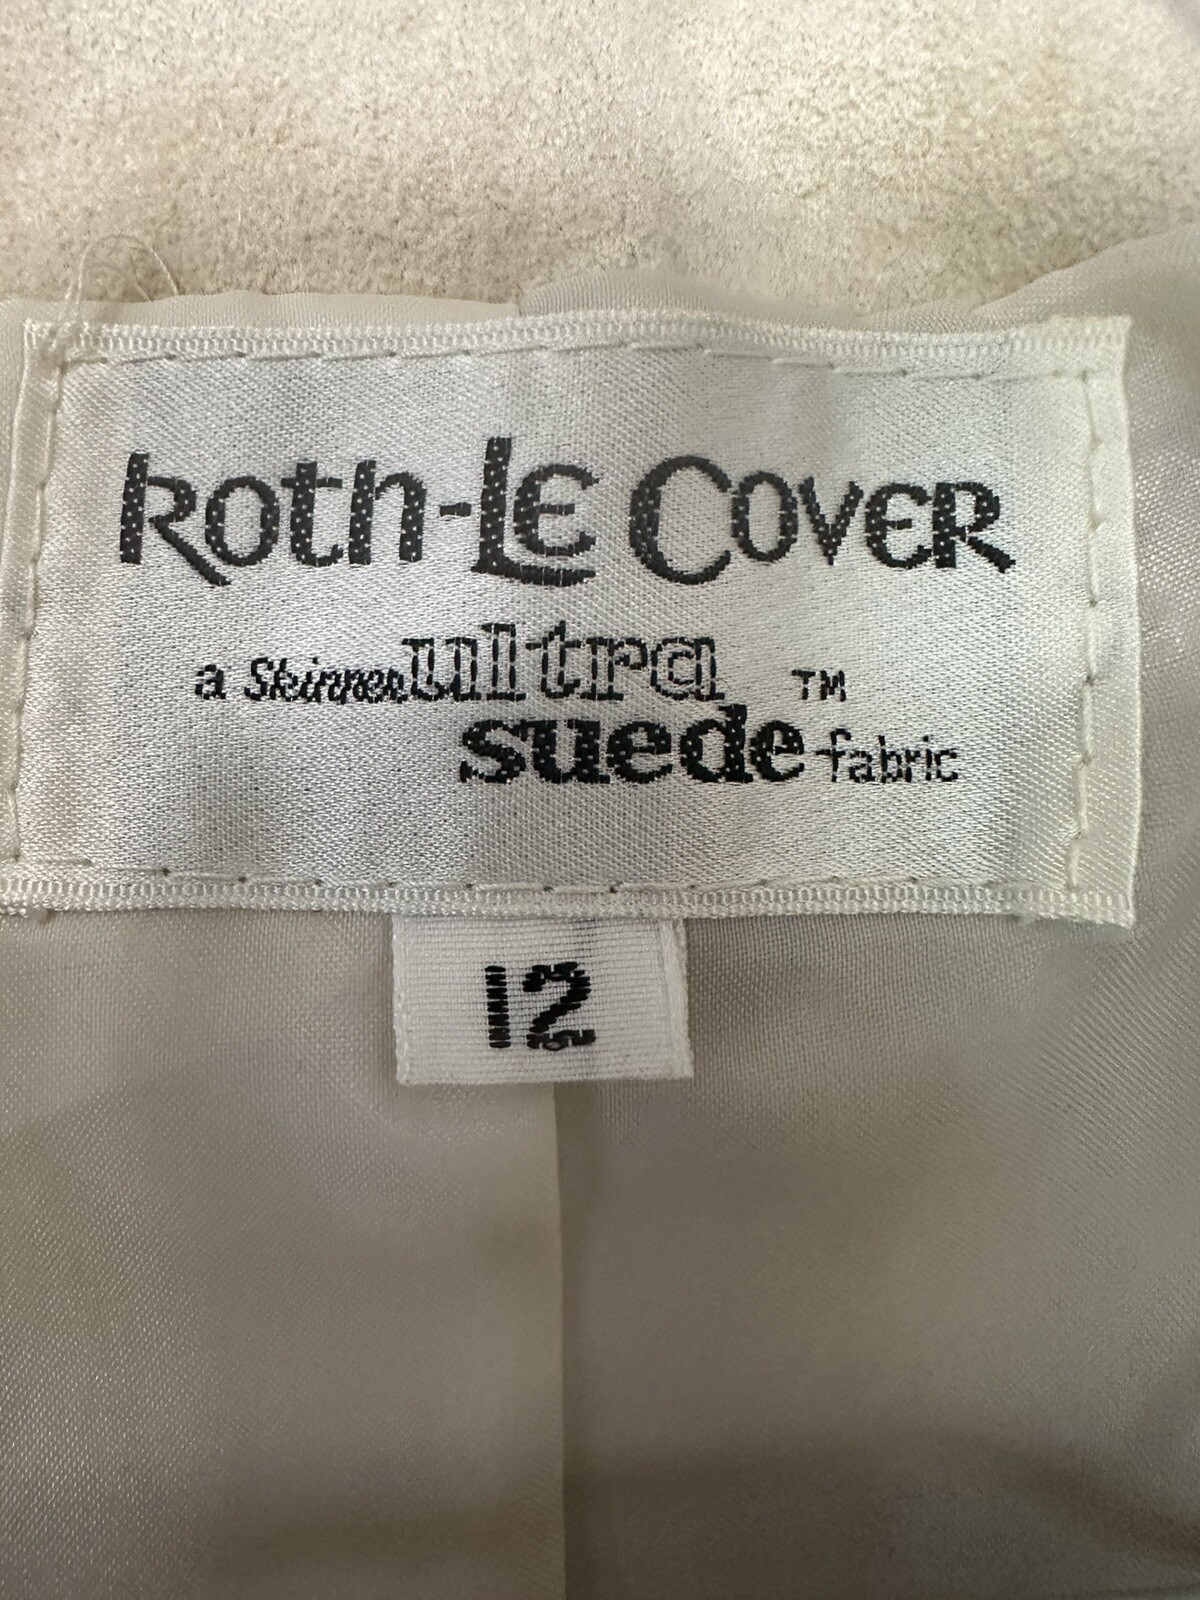 Roth-Le Cover
a Skinner ultra TM
suede fabric
12